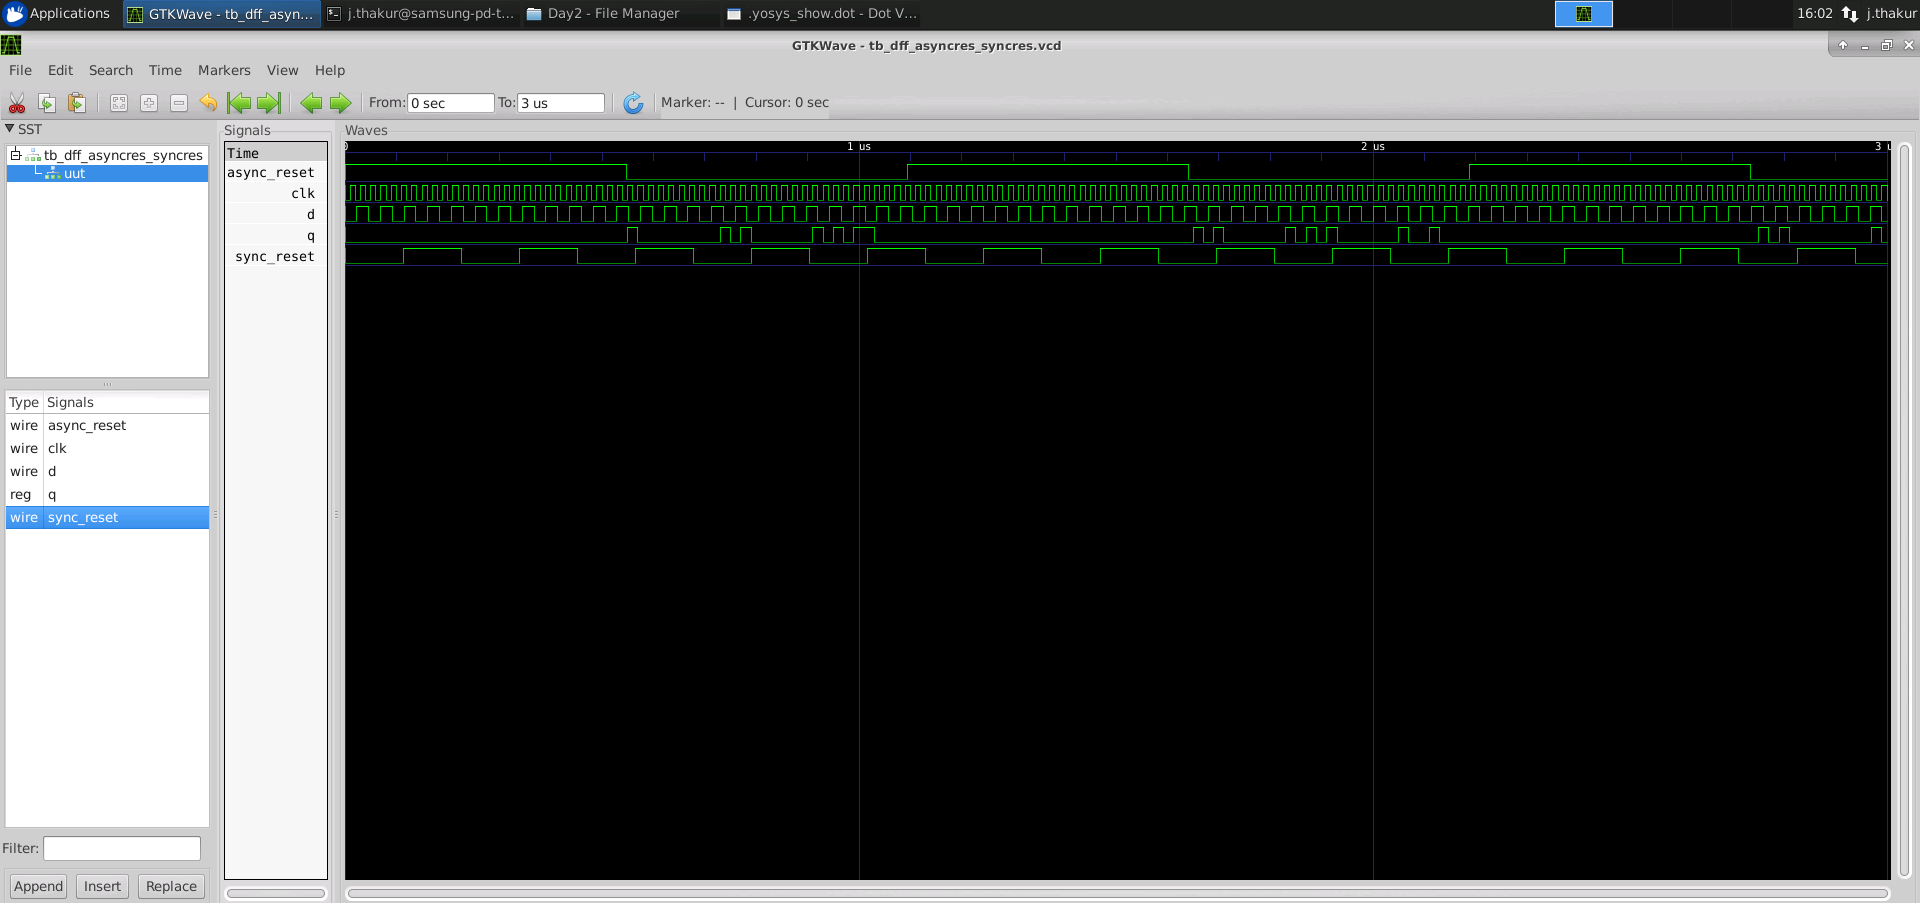 Applications
GTKWave - tb_dff_asyn...
j.thakur@samsung-pd-t...
Day2 - File Manager
.yosys_show.dot - Dot V...
16:02
j.thakur
GTKWave - tb_dff_asyncres_syncres.vcd
File Edit Search Time Markers View Help
From: 0 sec To: 3 us Marker: -- | Cursor: 0 sec
SST
tb_dff_asyncres_syncres
uut
Type Signals
wire async_reset
wire clk
wire d
reg q
wire sync_reset
Filter:
Append Insert Replace
Signals
Time
async_reset
clk
d
q
sync_reset
Waves
1 us 2 us 3 u